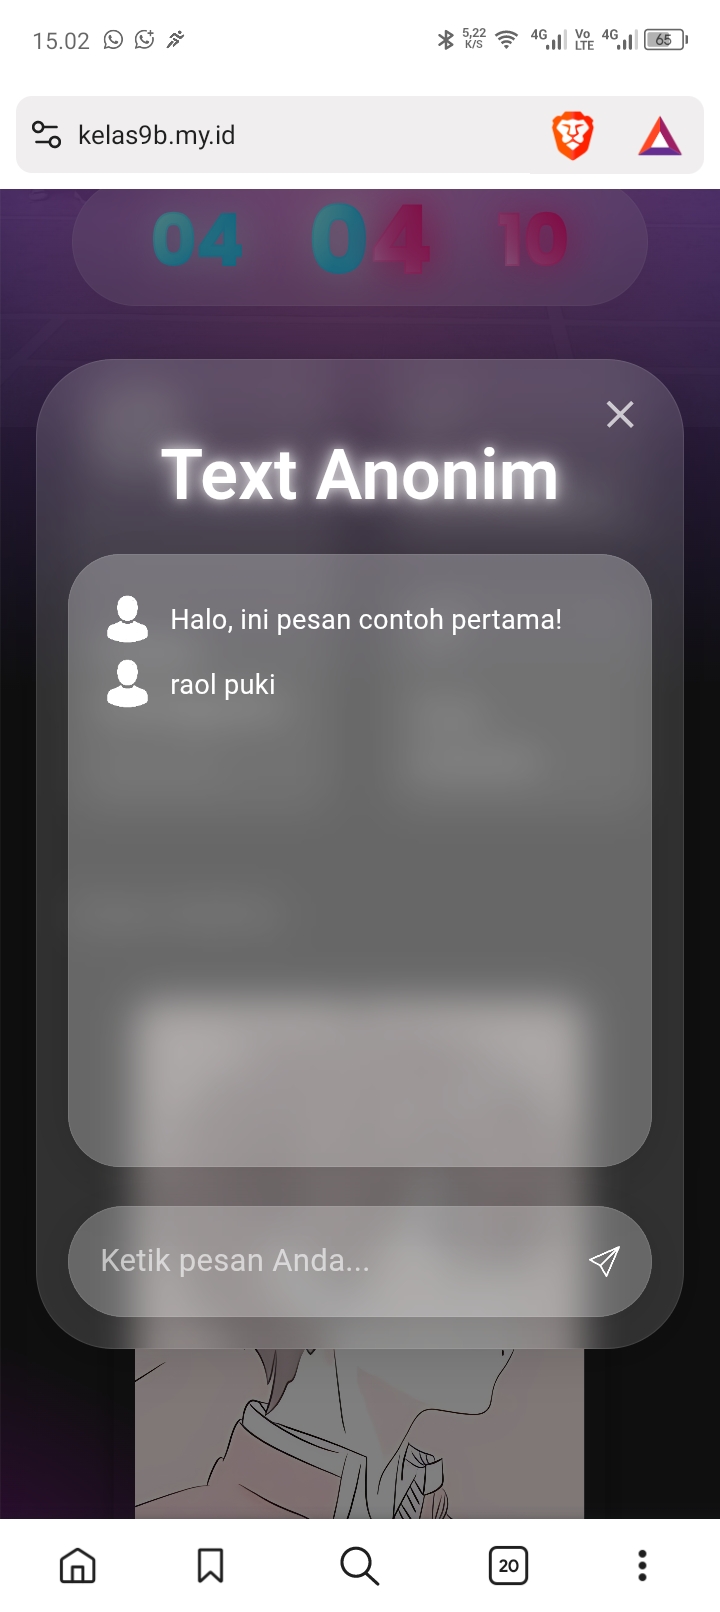 15.02
5,22
K/S
4G
Vo
LTE
4G
65
kelas9b.my.id
04 04 10
Text Anonim
Halo, ini pesan contoh pertama!
raol puki
Ketik pesan Anda...
20